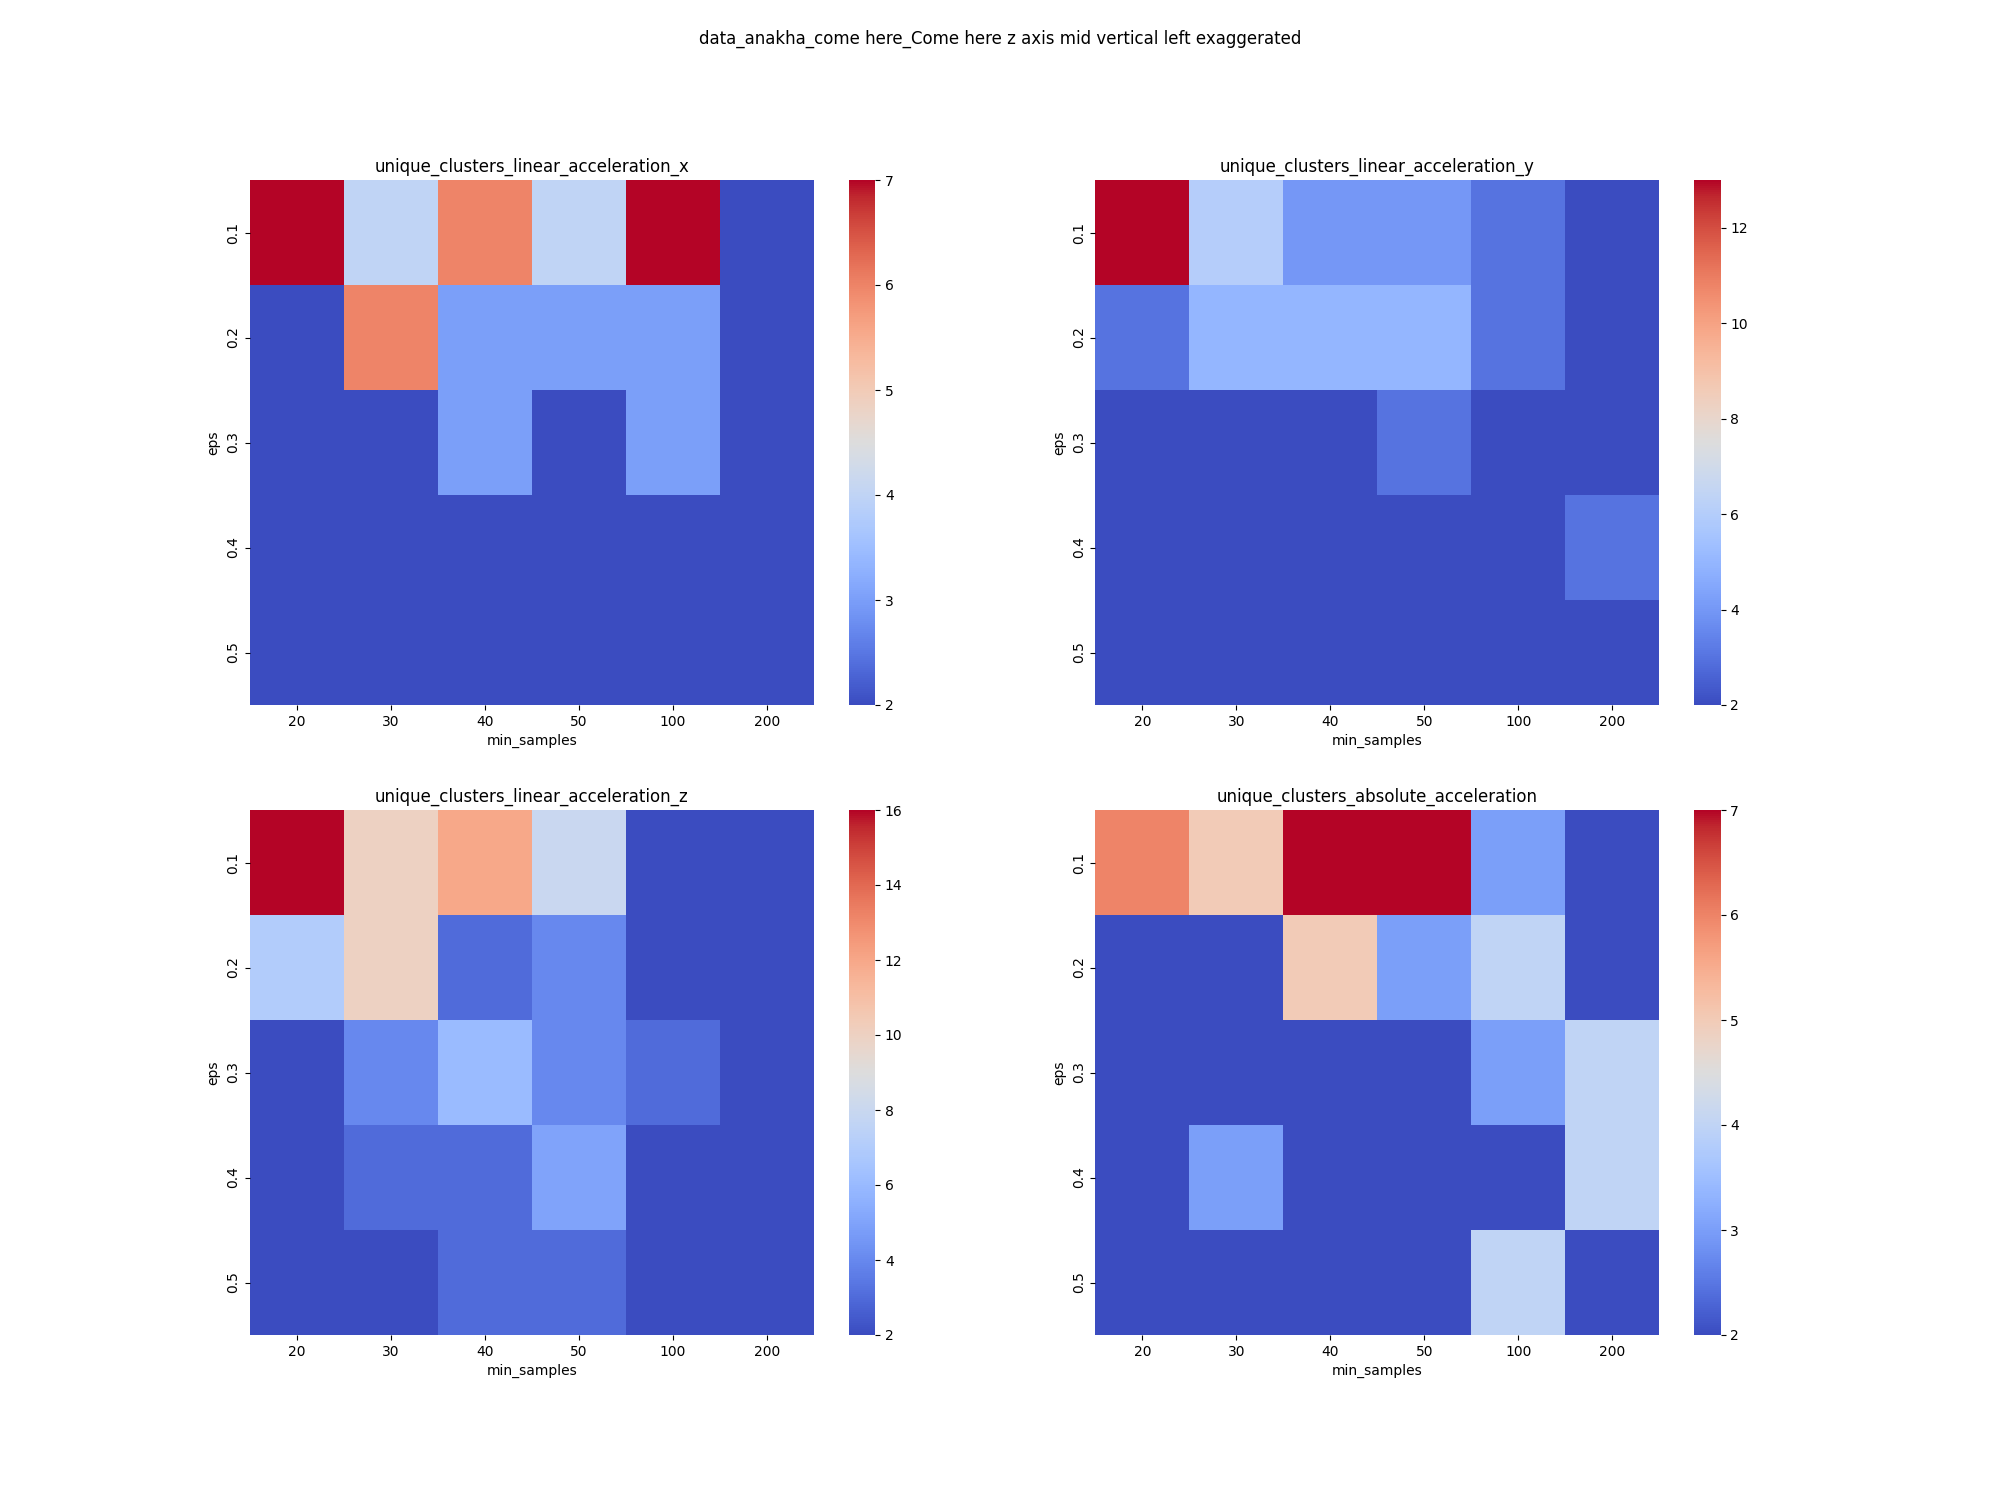 data_anakha_come here_Come here z axis mid vertical left exaggerated
unique_clusters_linear_acceleration_x
eps
0.1
0.2
0.3
0.4
0.5
20 30 40 50 100 200
min_samples
7
6
5
4
3
2
unique_clusters_linear_acceleration_y
eps
0.1
0.2
0.3
0.4
0.5
20 30 40 50 100 200
min_samples
12
10
8
6
4
2
unique_clusters_linear_acceleration_z
eps
0.1
0.2
0.3
0.4
0.5
20 30 40 50 100 200
min_samples
16
14
12
10
8
6
4
2
unique_clusters_absolute_acceleration
eps
0.1
0.2
0.3
0.4
0.5
20 30 40 50 100 200
min_samples
7
6
5
4
3
2